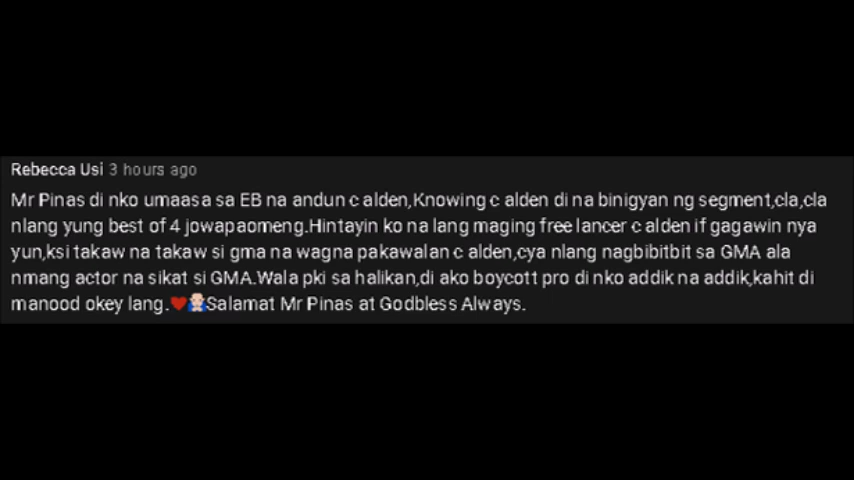 Rebecca Usi 3 hours ago
Mr Pinas di nko umaasa sa EB na andun c alden,Knowing c alden di na binigyan ng segment,cla,cla
nlang yung best of 4 jowapaomeng.Hintayin ko na lang maging free lancer c alden if gagawin nya
yun,ksi takaw na takaw si gma na wagna pakawalan c alden,cya nlang nagbibitbit sa GMA ala
nmang actor na sikat si GMA.Wala pki sa halikan,di ako boycott pro di nko addik na addik,kahit di
manood okey lang.❤️👨‍🦲Salamat Mr Pinas at Godbless Always.